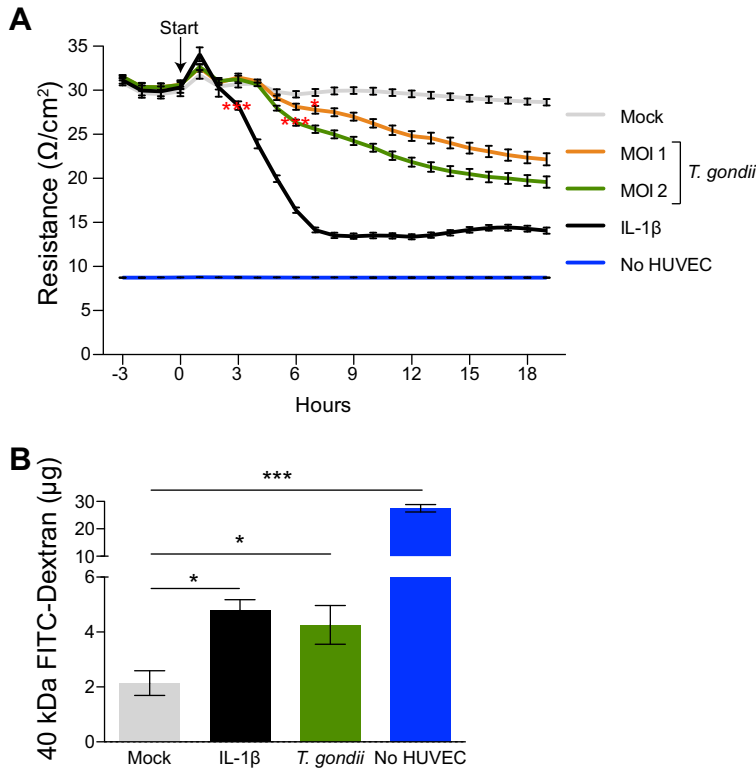 A
Start
35
30
25
20
15
10
5
0
Resistance (Ω/cm²)
***
***
*
-3 0 3 6 9 12 15 18
Hours
Mock
MOI 1
MOI 2
T. gondii
IL-1β
No HUVEC
B
40 kDa FITC-Dextran (μg)
30
20
10
6
4
2
0
***
*
*
Mock IL-1β T. gondii No HUVEC